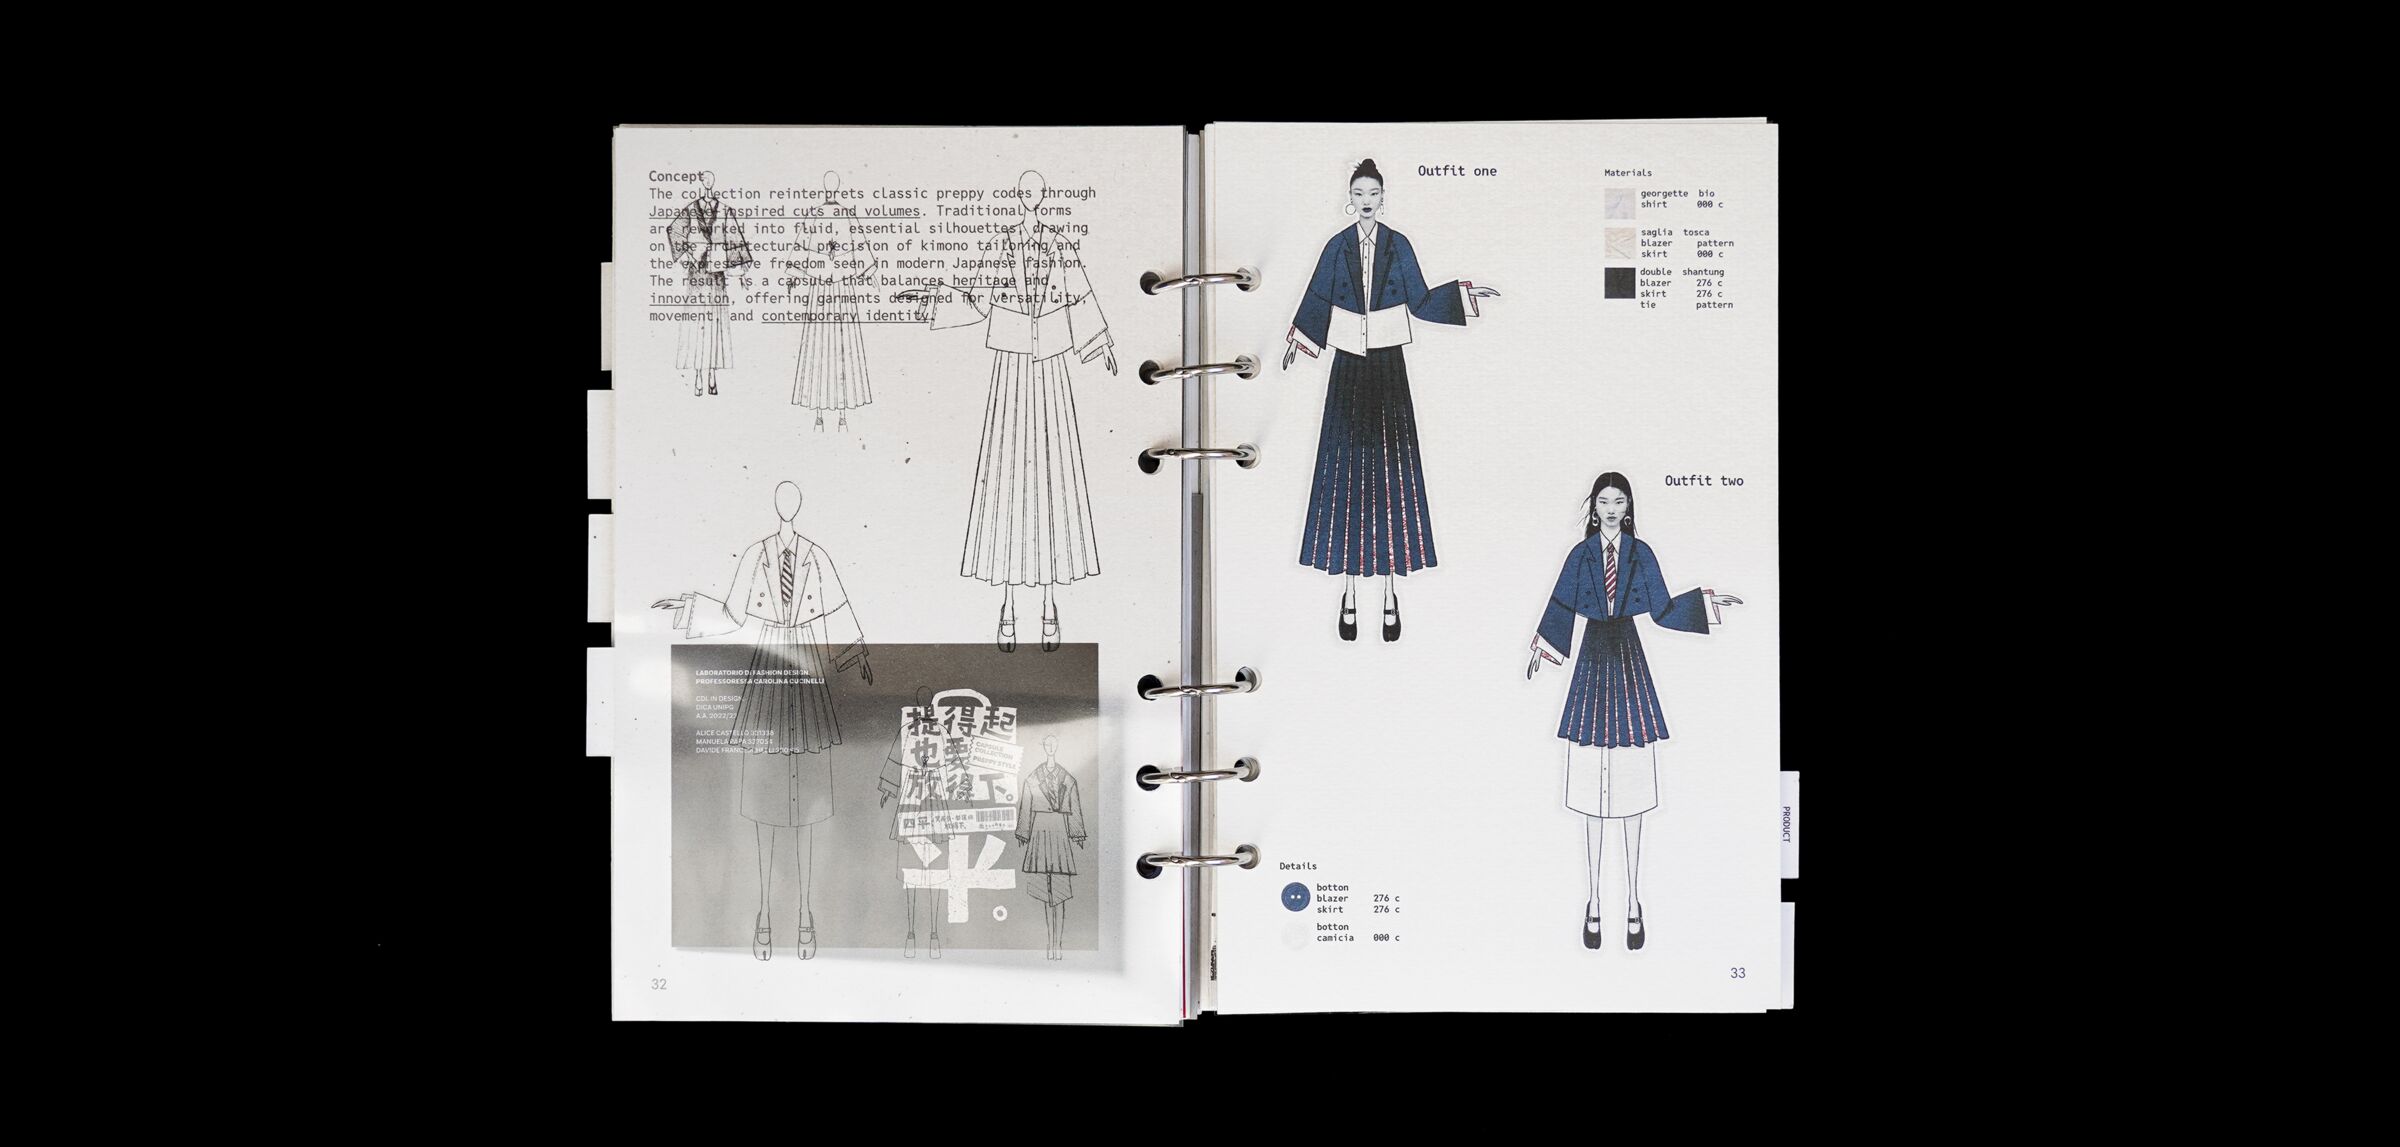 Concept
The collection reinterprets classic preppy codes through
Japanese-inspired cuts and volumes. Traditional forms
are reworked into fluid, essential silhouettes, drawing
on the architectural precision of kimono tailoring and
the expressive freedom seen in modern Japanese fashion.
The result is a capsule that balances heritage and
innovation, offering garments designed for versatility,
movement, and contemporary identity.
LABORATORIO DI FASHION DESIGN
PROFESSORESSA CAROLINA CUCINELLI
CDL IN DESIGN
DICA UNIPG
A.A. 2022/23
ALICE CASTELLO
MANUELA PAPA
DAVIDE
提得起
也要
放得下。
CAPSULE
COLLECTION
PREPPY STYLE
四平
半。
32
Outfit one
Materials
georgette bio
shirt 000 c
saglia tosca
blazer pattern
skirt 000 c
double shantung
blazer 276 c
skirt 276 c
tie pattern
Outfit two
Details
botton
blazer 276 c
skirt 276 c
botton
camicia 000 c
33
PRODUCT